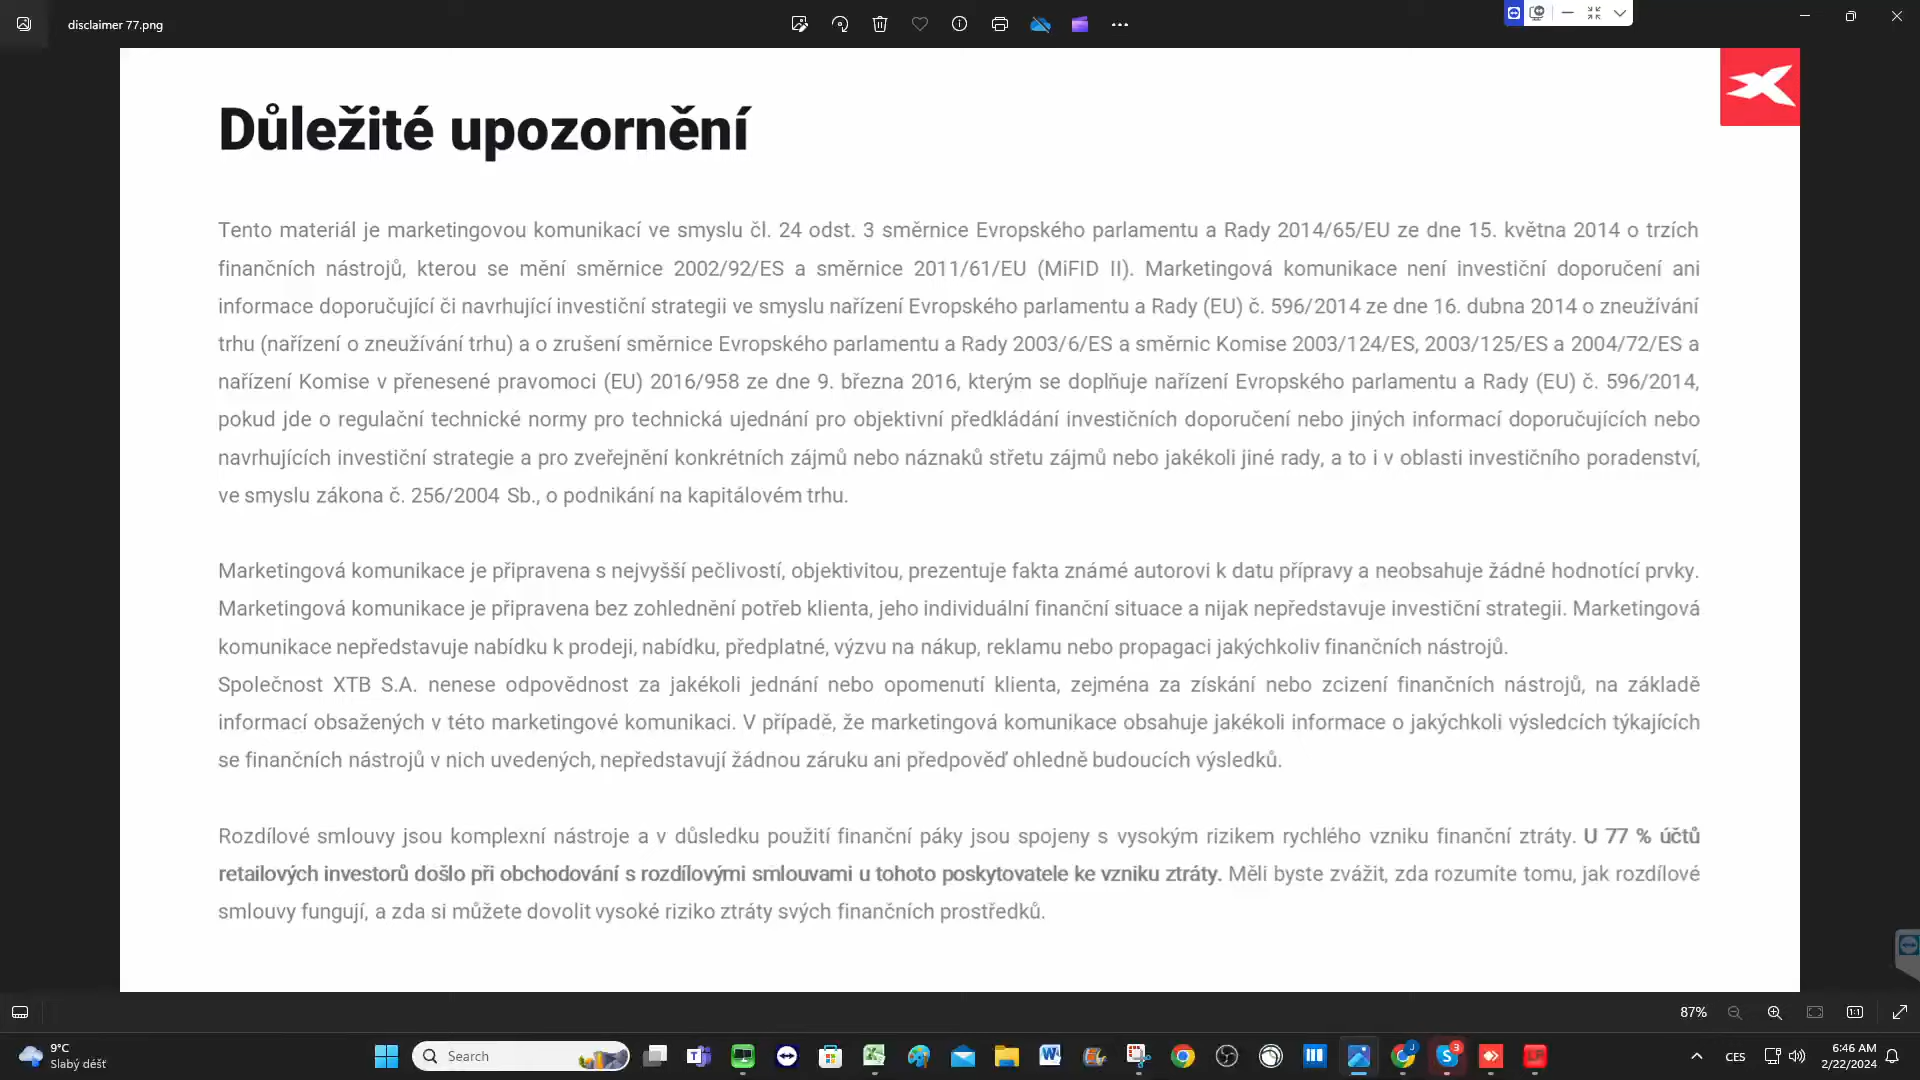 disclaimer 77.png
Důležité upozornění
Tento materiál je marketingovou komunikací ve smyslu čl. 24 odst. 3 směrnice Evropského parlamentu a Rady 2014/65/EU ze dne 15. května 2014 o trzích
finančních nástrojů, kterou se mění směrnice 2002/92/ES a směrnice 2011/61/EU (MiFID II). Marketingová komunikace není investiční doporučení ani
informace doporučující či navrhující investiční strategii ve smyslu nařízení Evropského parlamentu a Rady (EU) č. 596/2014 ze dne 16. dubna 2014 o zneužívání
trhu (nařízení o zneužívání trhu) a o zrušení směrnice Evropského parlamentu a Rady 2003/6/ES a směrnic Komise 2003/124/ES, 2003/125/ES a 2004/72/ES a
nařízení Komise v přenesené pravomoci (EU) 2016/958 ze dne 9. března 2016, kterým se doplňuje nařízení Evropského parlamentu a Rady (EU) č. 596/2014,
pokud jde o regulační technické normy pro technická ujednání pro objektivní předkládání investičních doporučení nebo jiných informací doporučujících nebo
navrhujících investiční strategie a pro zveřejnění konkrétních zájmů nebo náznaků střetu zájmů nebo jakékoli jiné rady, a to i v oblasti investičního poradenství,
ve smyslu zákona č. 256/2004 Sb., o podnikání na kapitálovém trhu.
Marketingová komunikace je připravena s nejvyšší pečlivostí, objektivitou, prezentuje fakta známé autorovi k datu přípravy a neobsahuje žádné hodnotící prvky.
Marketingová komunikace je připravena bez zohlednění potřeb klienta, jeho individuální finanční situace a nijak nepředstavuje investiční strategii. Marketingová
komunikace nepředstavuje nabídku k prodeji, nabídku, předplatné, výzvu na nákup, reklamu nebo propagaci jakýchkoliv finančních nástrojů.
Společnost XTB S.A. nenese odpovědnost za jakékoli jednání nebo opomenutí klienta, zejména za získání nebo zcizení finančních nástrojů, na základě
informací obsažených v této marketingové komunikaci. V případě, že marketingová komunikace obsahuje jakékoli informace o jakýchkoli výsledcích týkajících
se finančních nástrojů v nich uvedených, nepředstavují žádnou záruku ani předpověď ohledně budoucích výsledků.
Rozdílové smlouvy jsou komplexní nástroje a v důsledku použití finanční páky jsou spojeny s vysokým rizikem rychlého vzniku finanční ztráty. U 77 % účtů
retailových investorů došlo při obchodování s rozdílovými smlouvami u tohoto poskytovatele ke vzniku ztráty. Měli byste zvážit, zda rozumíte tomu, jak rozdílové
smlouvy fungují, a zda si můžete dovolit vysoké riziko ztráty svých finančních prostředků.
87%
9°C
Slabý déšť
Search
CES
6:46 AM
2/22/2024